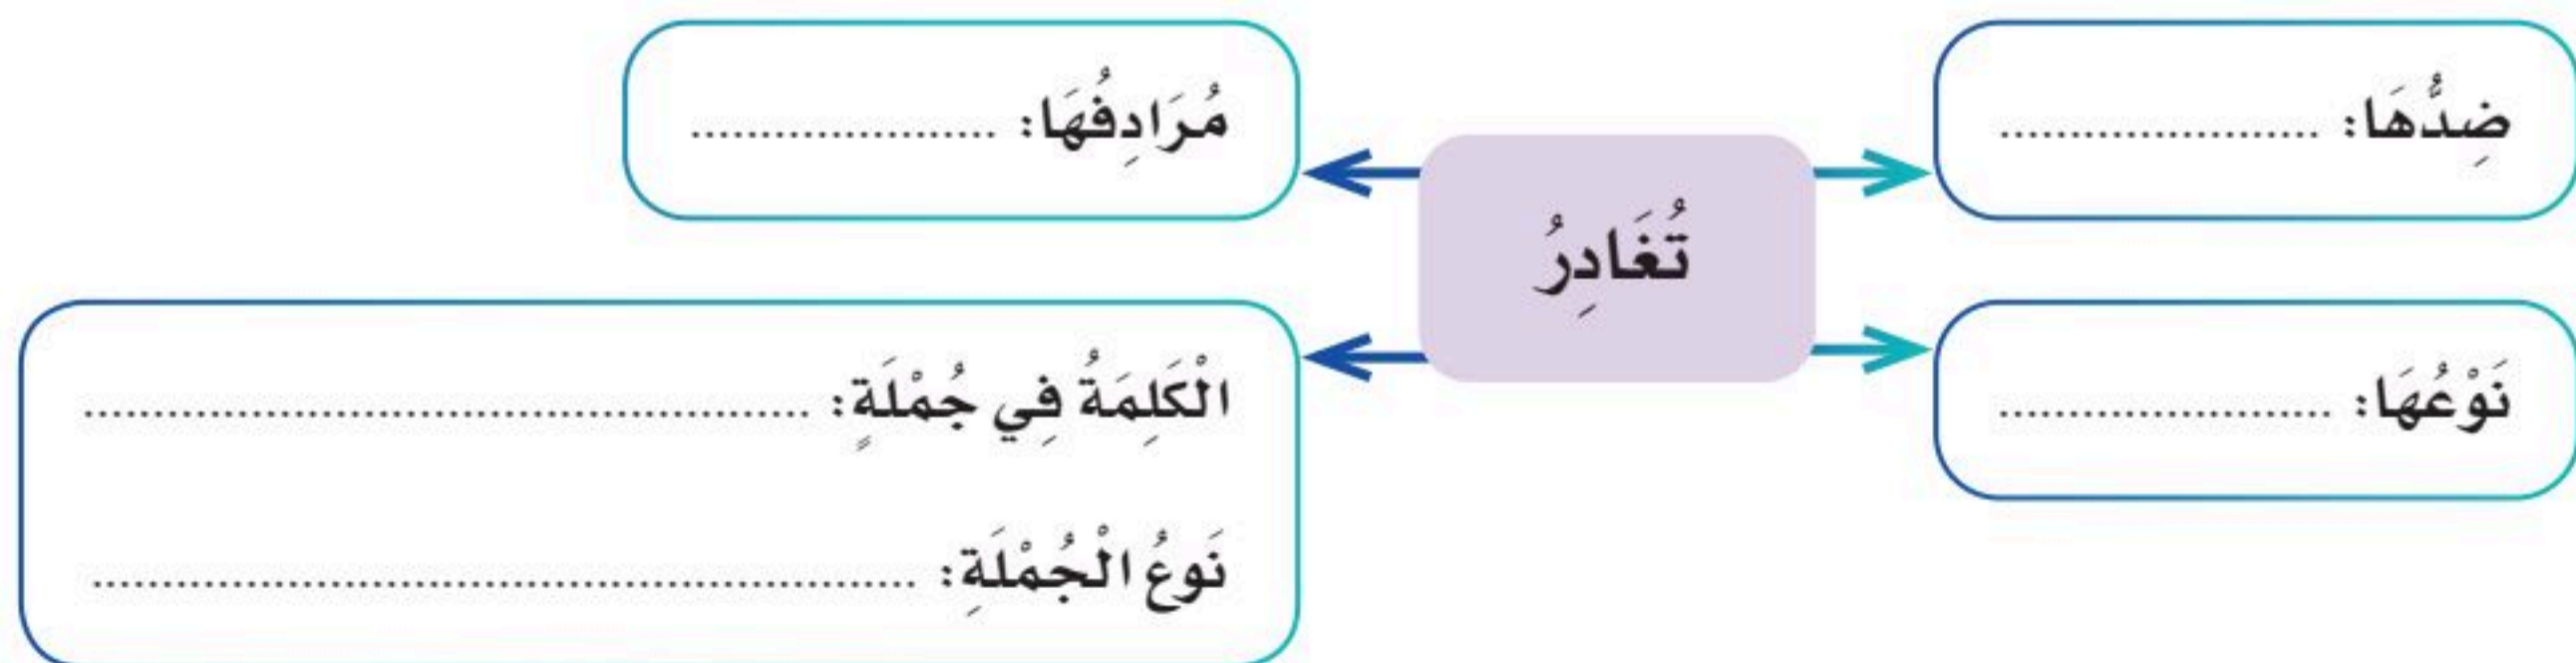 ضِدُّهَا: ......................
مُرَادِفُهَا: ......................
تُغَادِرُ
نَوْعُهَا: ......................
الْكَلِمَةُ فِي جُمْلَةٍ: ....................................................
نَوعُ الْجُمْلَةِ: ............................................................